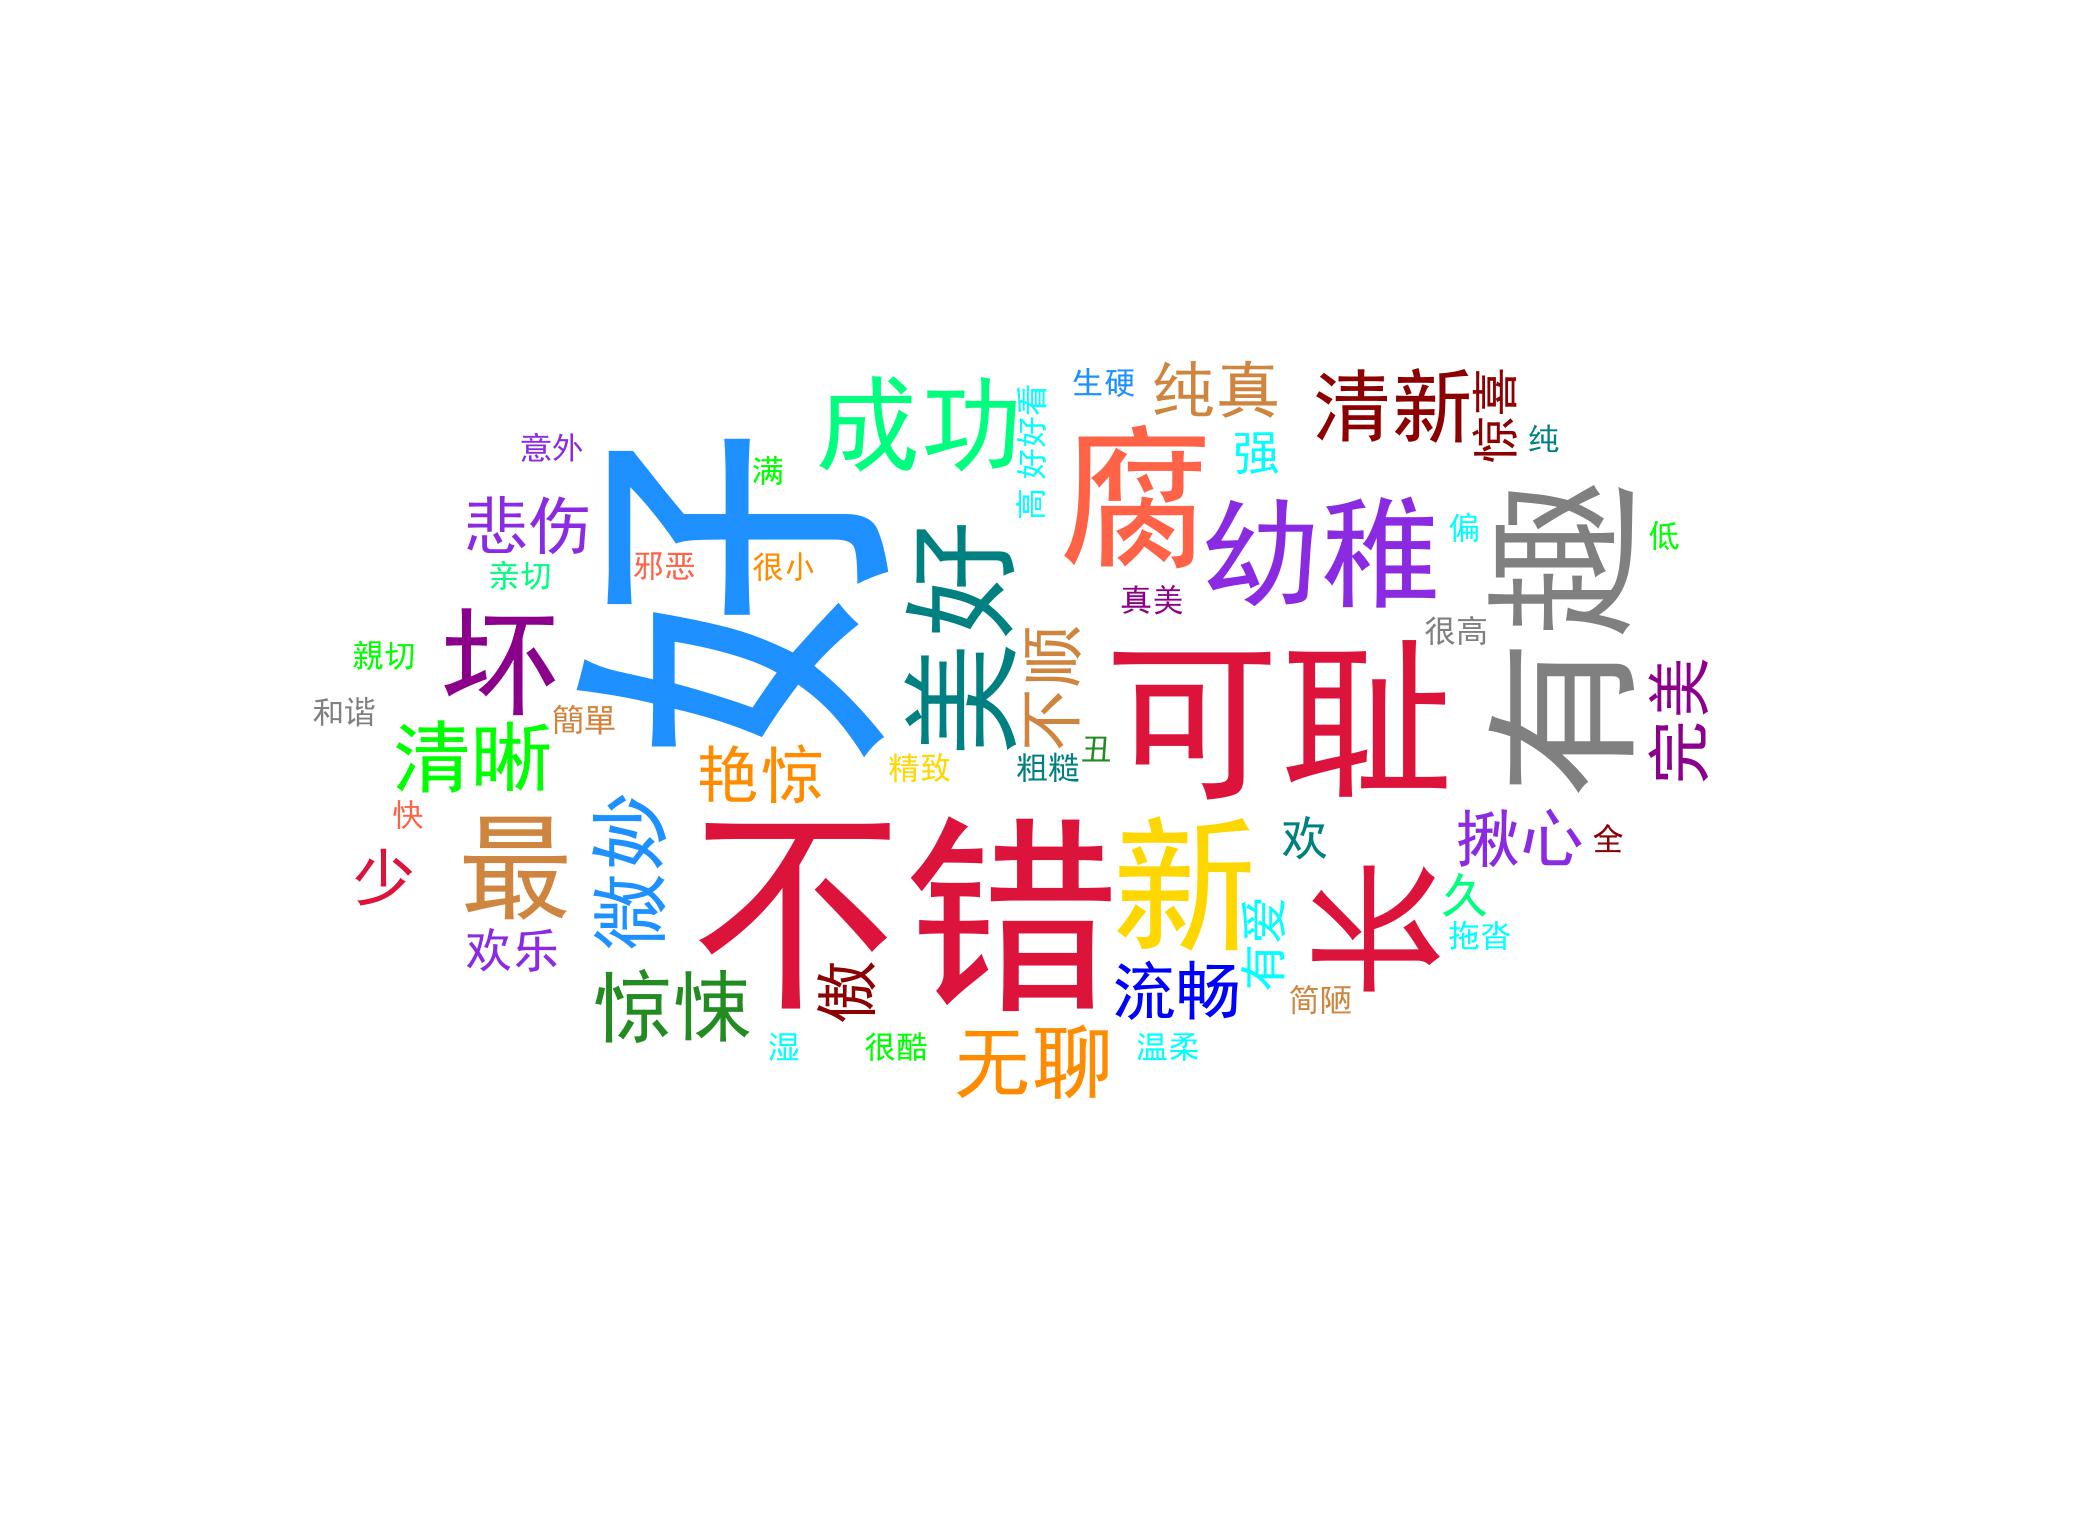 成功
好看
好
高
生硬
纯真
清新
惊喜
纯
意外
满
好
腐
强
悲伤
亲切
邪恶
很小
美好
幼稚
偏
有趣
低
真美
很高
坏
親切
和谐
簡單
不顺
丑
可耻
完美
清晰
艳惊
精致
粗糙
快
少
最
微妙
不错
新
欢
揪心
全
长
久
拖沓
有爱
欢乐
惊悚
傲
流畅
简陋
湿
很酷
无聊
温柔